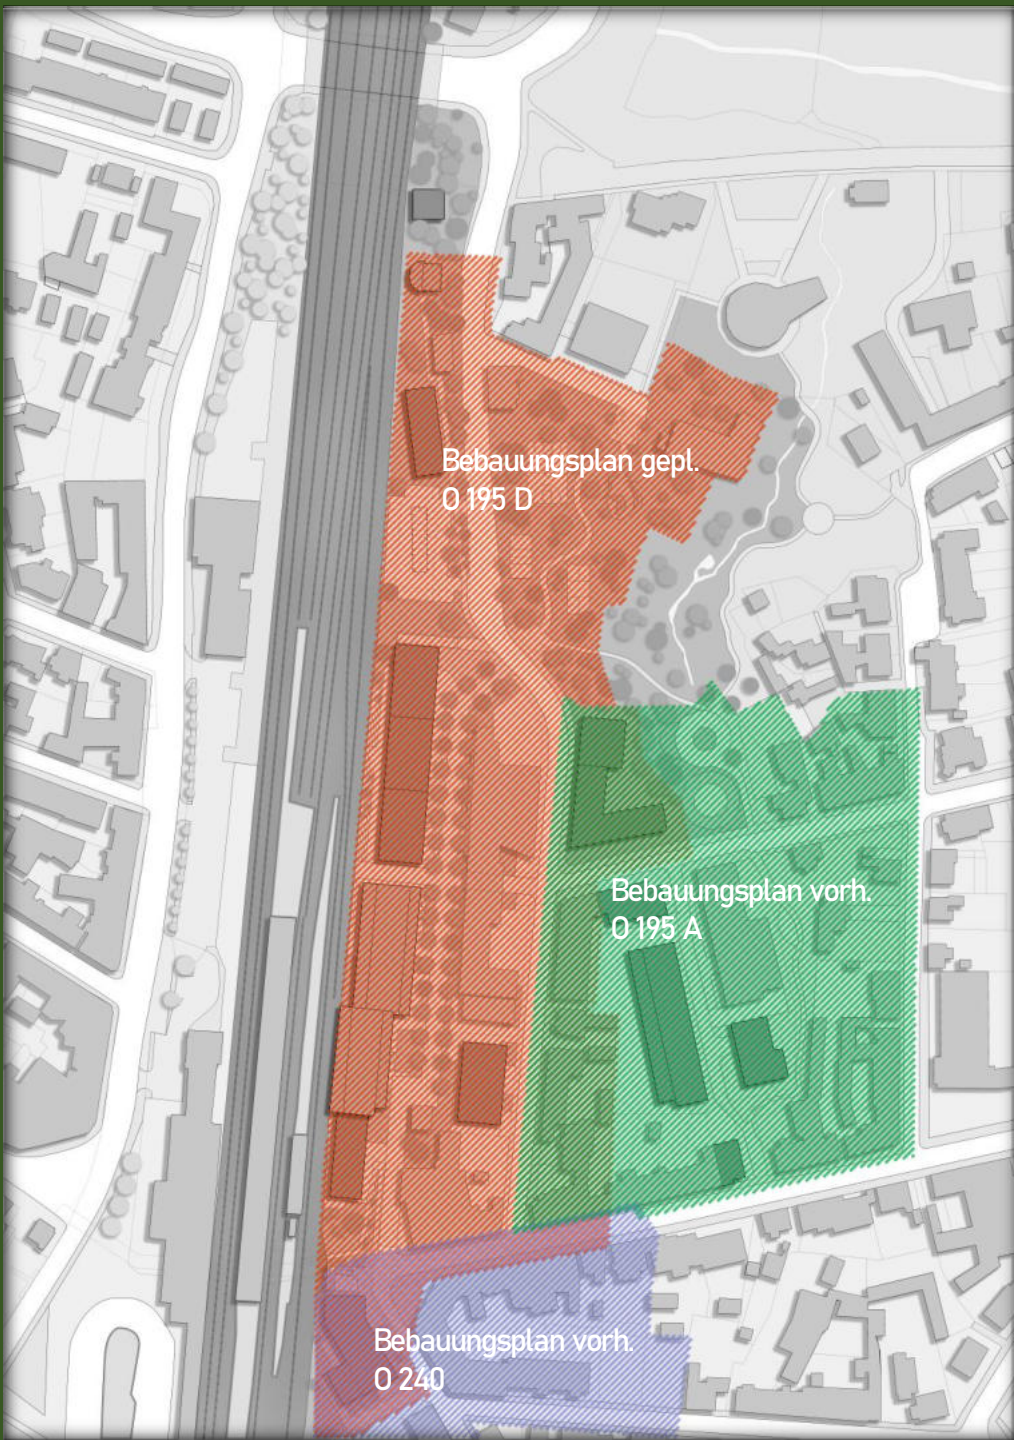 Bebauungsplan gepl.
O 195 D
Bebauungsplan vorh.
O 195 A
Bebauungsplan vorh.
O 240